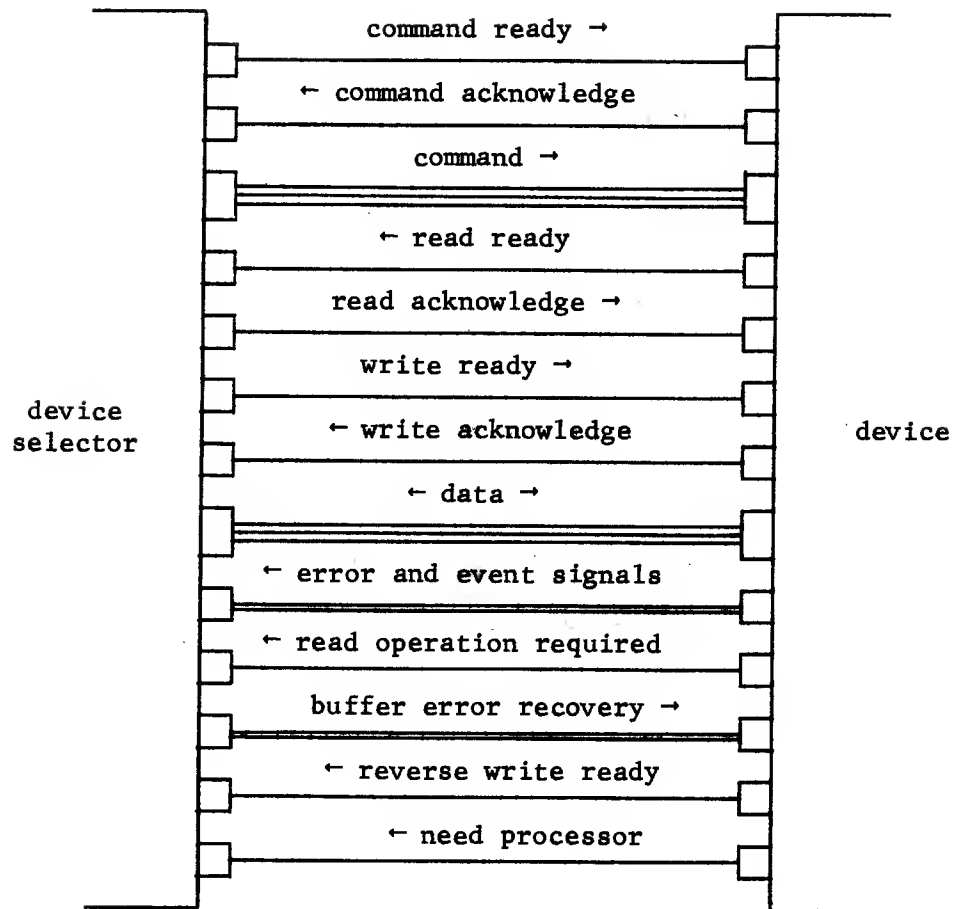 command ready →
← command acknowledge
command →
← read ready
read acknowledge →
write ready →
device
selector
← write acknowledge
device
← data →
← error and event signals
← read operation required
buffer error recovery →
← reverse write ready
← need processor